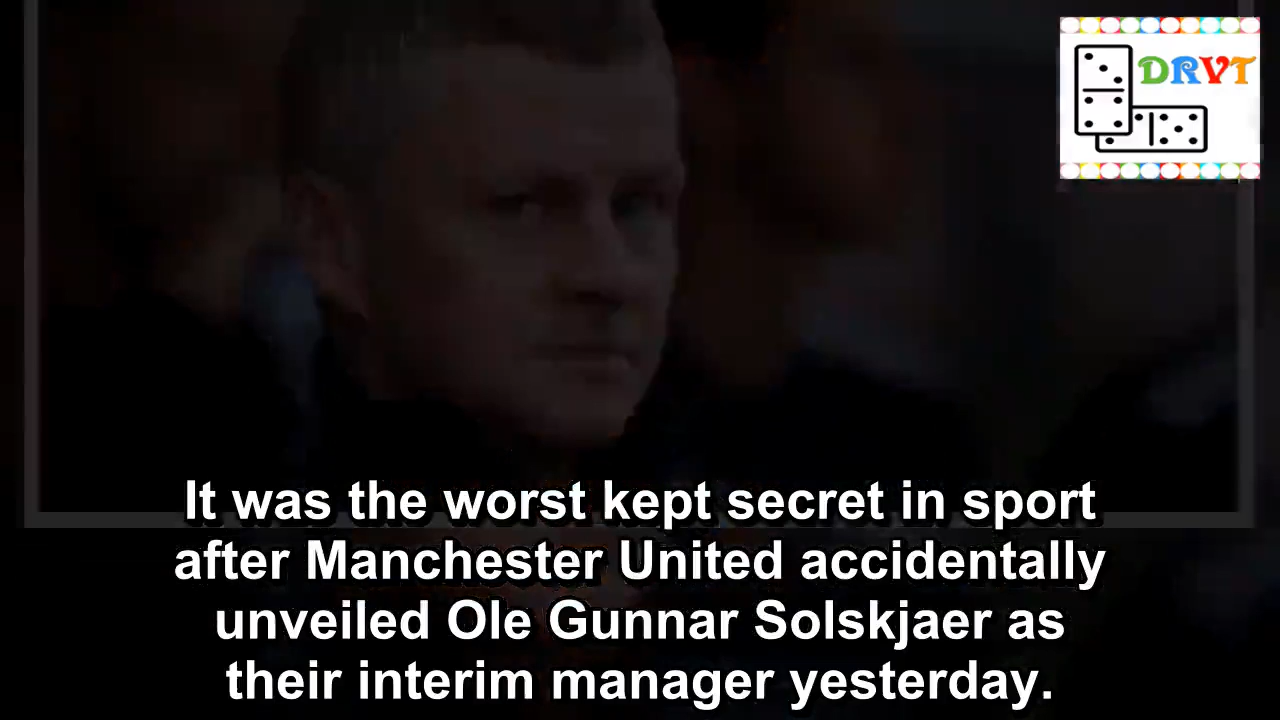 DRVT
It was the worst kept secret in sport
after Manchester United accidentally
unveiled Ole Gunnar Solskjaer as
their interim manager yesterday.